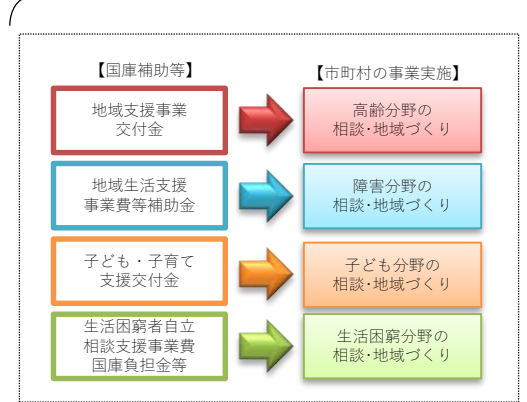 【国庫補助等】
【市町村の事業実施】
地域支援事業
交付金
高齢分野の
相談･地域づくり
地域生活支援
事業費等補助金
障害分野の
相談･地域づくり
子ども・子育て
支援交付金
子ども分野の
相談･地域づくり
生活困窮者自立
相談支援事業費
国庫負担金等
生活困窮分野の
相談･地域づくり